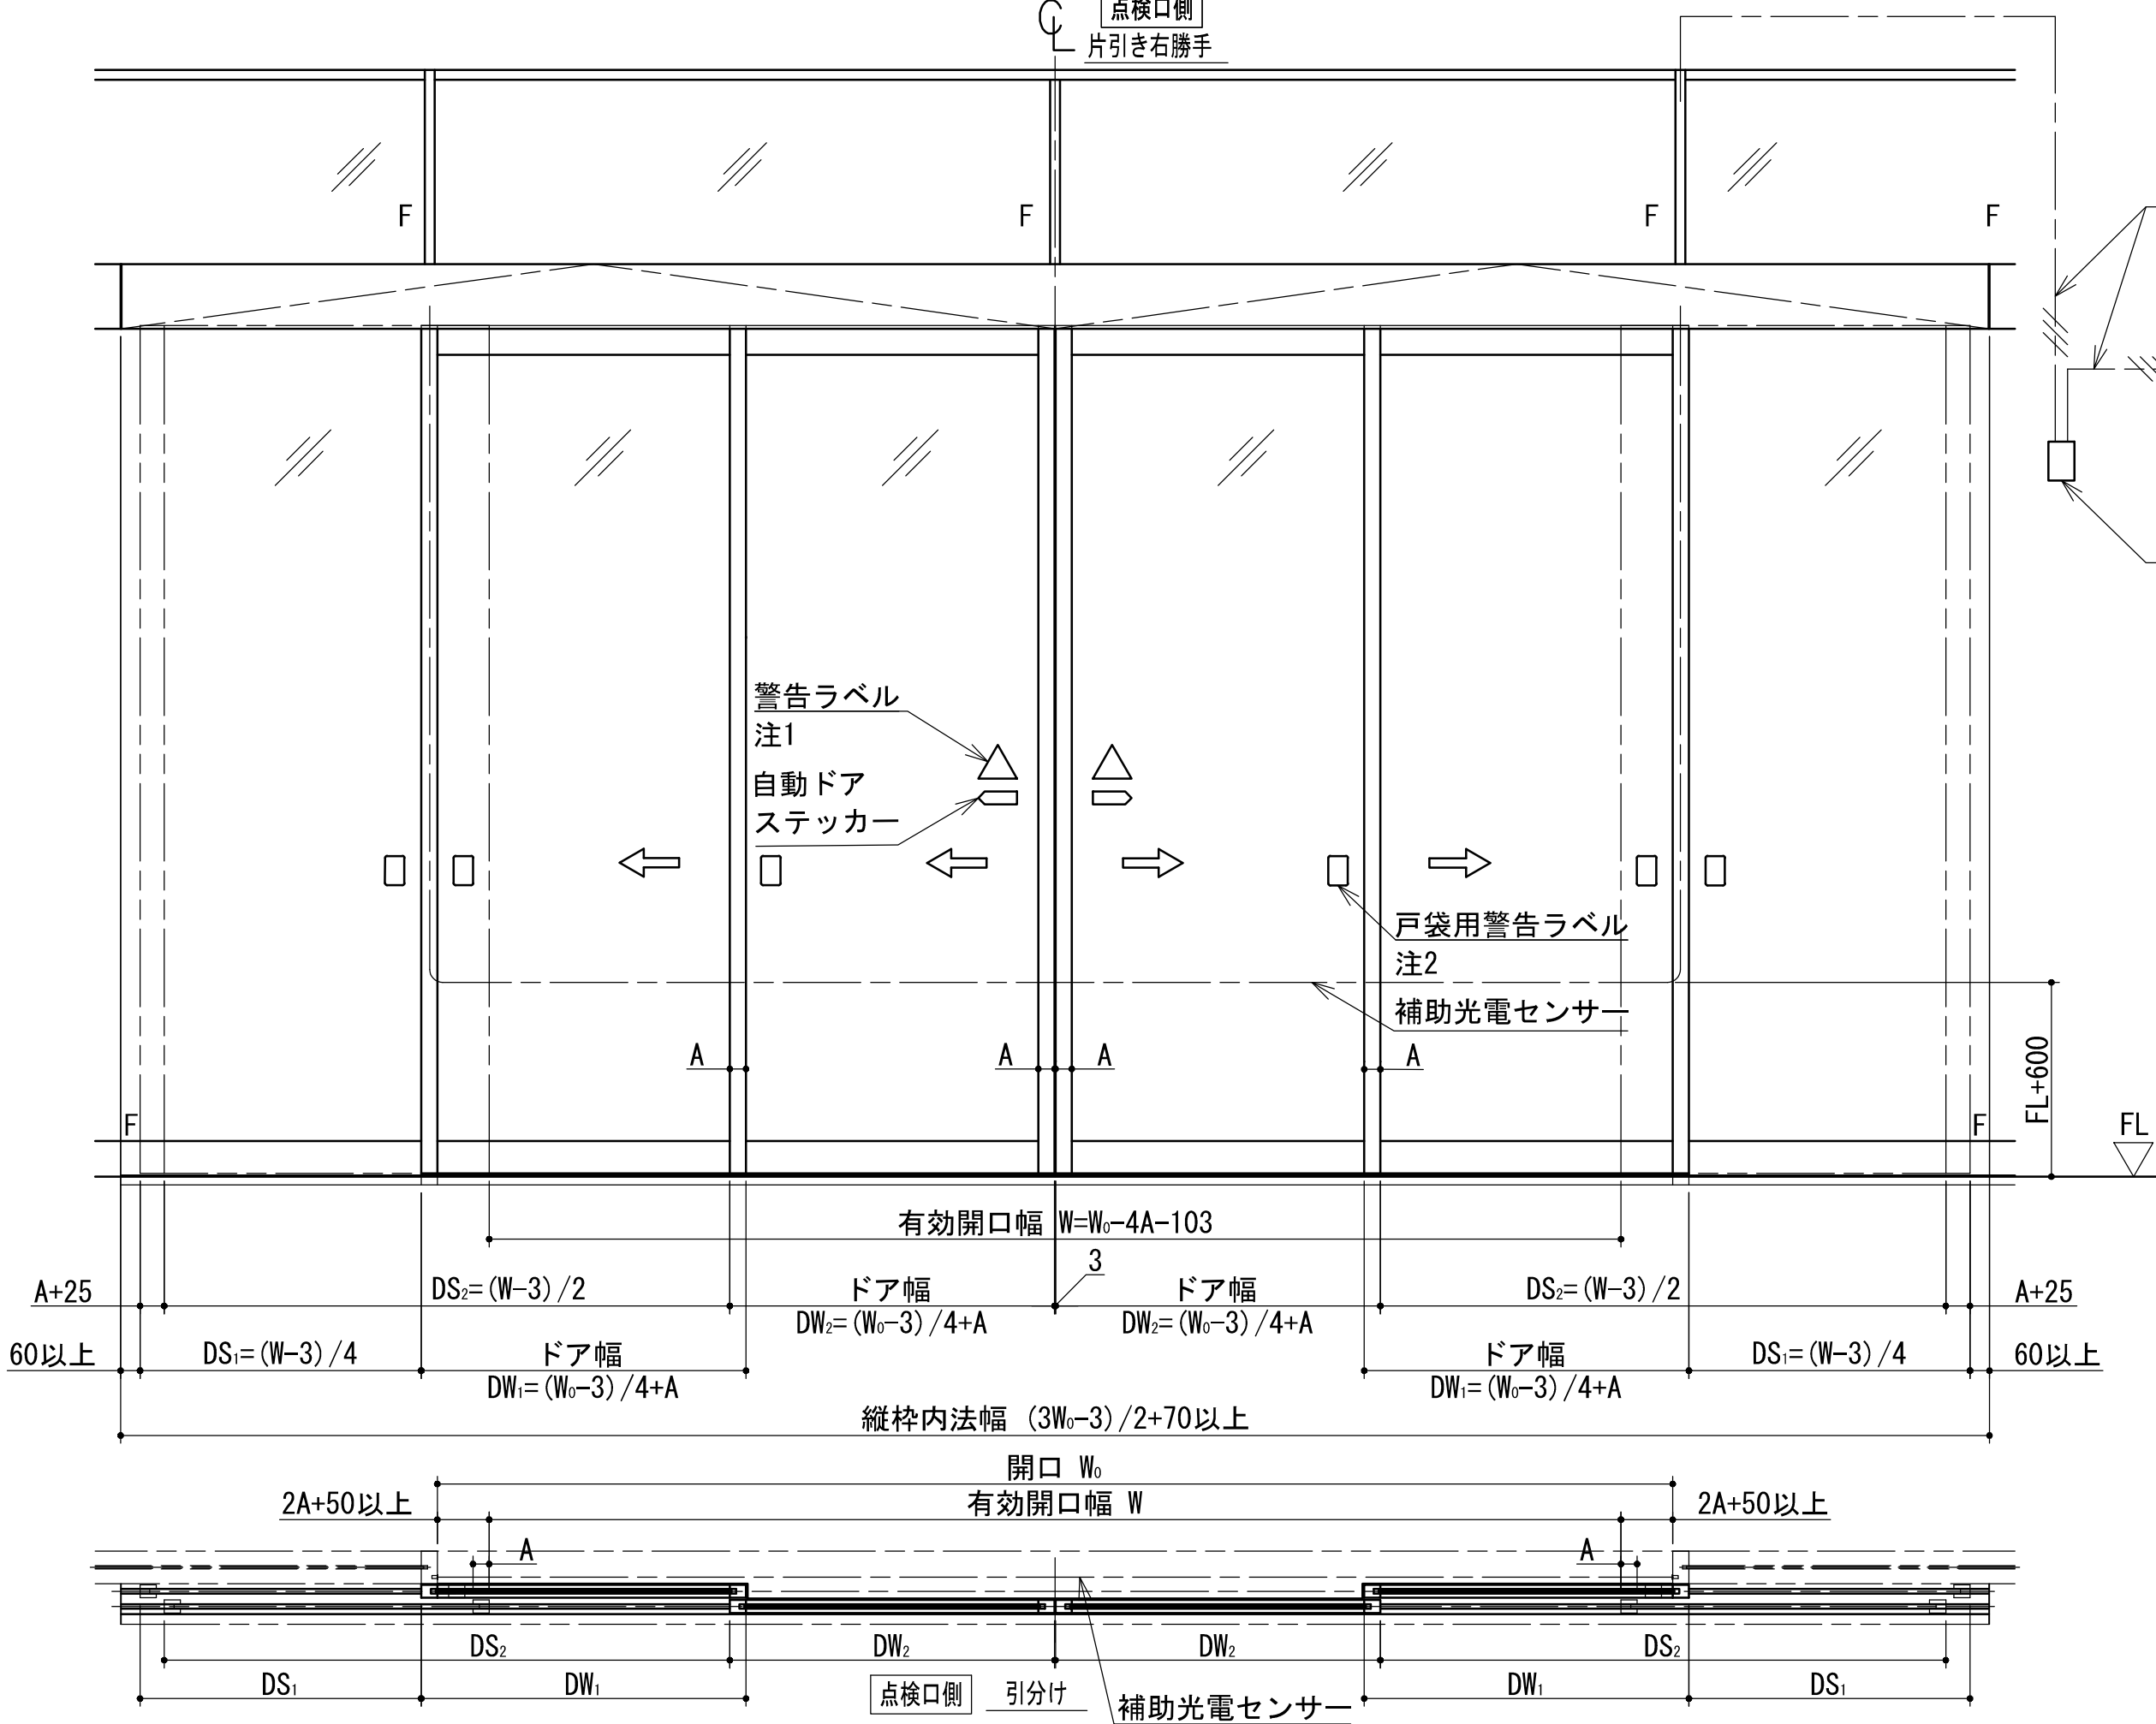 CL
点検口側
片引き右勝手
F F F F
警告ラベル
注1
自動ドア
ステッカー
戸袋用警告ラベル
注2
補助光電センサー
A A A A
F F
FL+600
FL
有効開口幅 W=W₀-4A-103
3
A+25 DS₂=(W-3)/2 ドア幅 ドア幅 DS₂=(W-3)/2 A+25
DW₂=(W₀-3)/4+A DW₂=(W₀-3)/4+A
60以上 DS₁=(W-3)/4 ドア幅 ドア幅 DS₁=(W-3)/4 60以上
DW₁=(W₀-3)/4+A DW₁=(W₀-3)/4+A
縦枠内法幅 (3W₀-3)/2+70以上
開口 W₀
2A+50以上 有効開口幅 W 2A+50以上
A A
DS₂ DW₂ DW₂ DS₂
DS₁ DW₁ DW₁ DS₁
点検口側 引分け
補助光電センサー